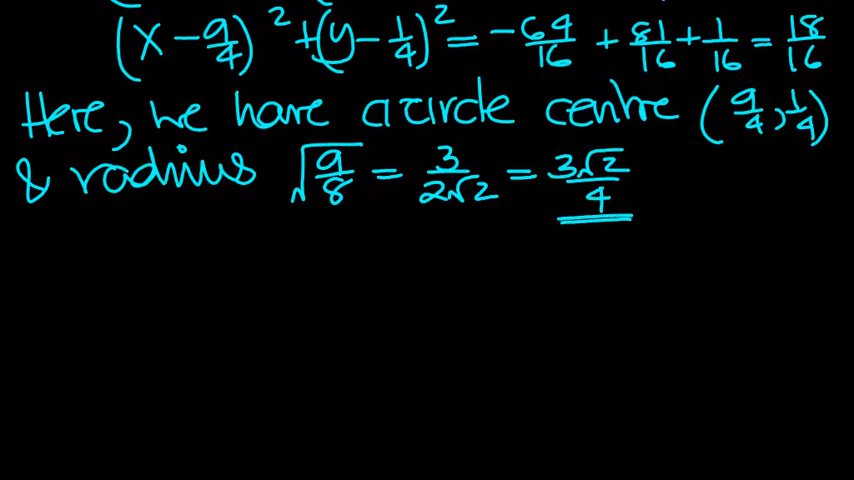 (x - 9/4)² + (y - 1/4)² = -64/16 + 81/16 + 1/16 = 18/16
Here, we have a circle centre (9/4, 1/4)
& radius √(9/8) = 3/(2√2) = 3√2/4